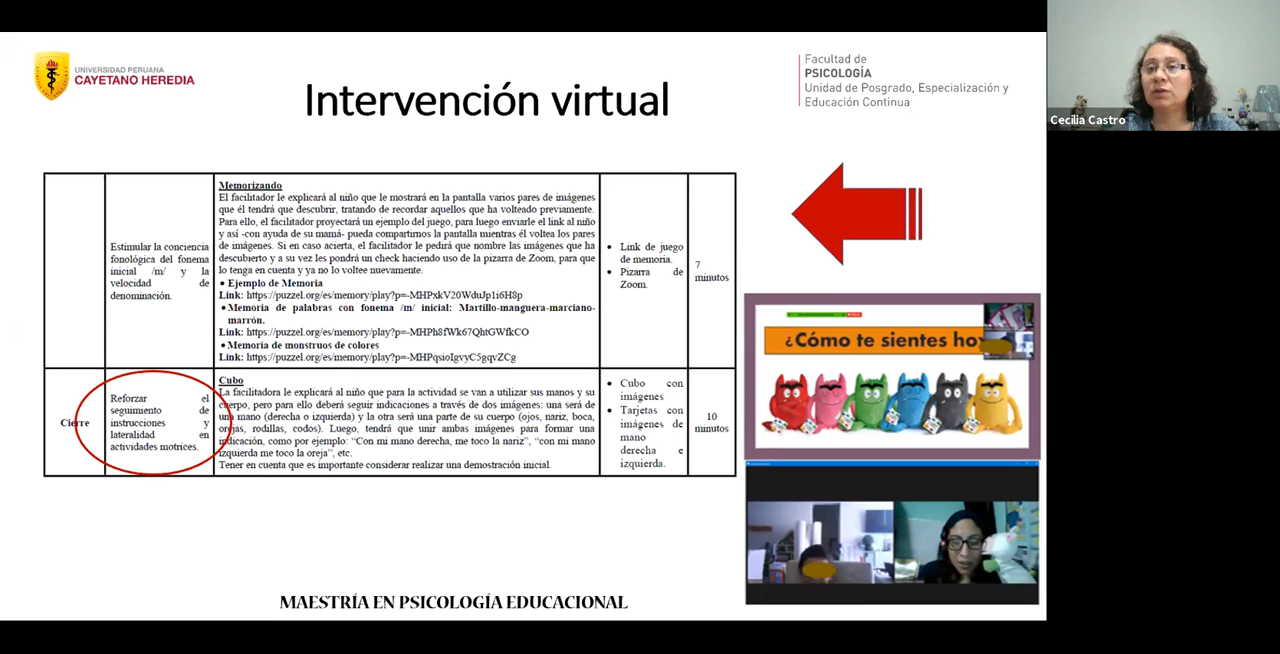 UNIVERSIDAD PERUANA
CAYETANO HEREDIA
Intervención virtual
Facultad de
PSICOLOGÍA
Unidad de Posgrado, Especialización y
Educación Continua
Cecilia Castro
Estimular la conciencia
fonológica del fonema
inicial /m/ y la
velocidad de
denominación.
Memorizando
El facilitador le explicará al niño que le mostrará en la pantalla varios pares de imágenes
que él tendrá que descubrir, tratando de recordar aquellos que ha volteado previamente.
Para ello, el facilitador proyectará un ejemplo del juego, para luego enviarle el link al niño
y así -con ayuda de su mamá- pueda compartirnos la pantalla mientras él voltea los pares
de imágenes. Si en caso acierta, el facilitador le pedirá que nombre las imágenes que ha
descubierto y a su vez les pondrá un check haciendo uso de la pizarra de Zoom, para que
lo tenga en cuenta y ya no lo voltee nuevamente.
• Ejemplo de Memoria
Link: https://puzzel.org/es/memory/play?p=-MHPxkV20WduJp1i6H8p
• Memoria de palabras con fonema /m/ inicial: Martillo-manguera-marciano-
marrón.
Link: https://puzzel.org/es/memory/play?p=-MHPh8fWk67QhtGWfkCO
• Memoria de monstruos de colores
Link: https://puzzel.org/es/memory/play?p=-MHPqsioIgvyC5gqvZCg
• Link de juego
de memoria.
• Pizarra de
Zoom.
7
minutos
Cierre
Reforzar el
seguimiento de
instrucciones y
lateralidad en
actividades motrices.
Cubo
La facilitadora le explicará al niño que para la actividad se van a utilizar sus manos y su
cuerpo, pero para ello deberá seguir indicaciones a través de dos imágenes: una será de
una mano (derecha o izquierda) y la otra será una parte de su cuerpo (ojos, nariz, boca,
orejas, rodillas, codos). Luego, tendrá que unir ambas imágenes para formar una
indicación, como por ejemplo: “Con mi mano derecha, me toco la nariz”, “con mi mano
izquierda me toco la oreja”, etc.
Tener en cuenta que es importante considerar realizar una demostración inicial.
• Cubo con
imágenes
• Tarjetas con
imágenes de
mano
derecha e
izquierda.
10
minutos
¿Cómo te sientes hoy
MAESTRÍA EN PSICOLOGÍA EDUCACIONAL